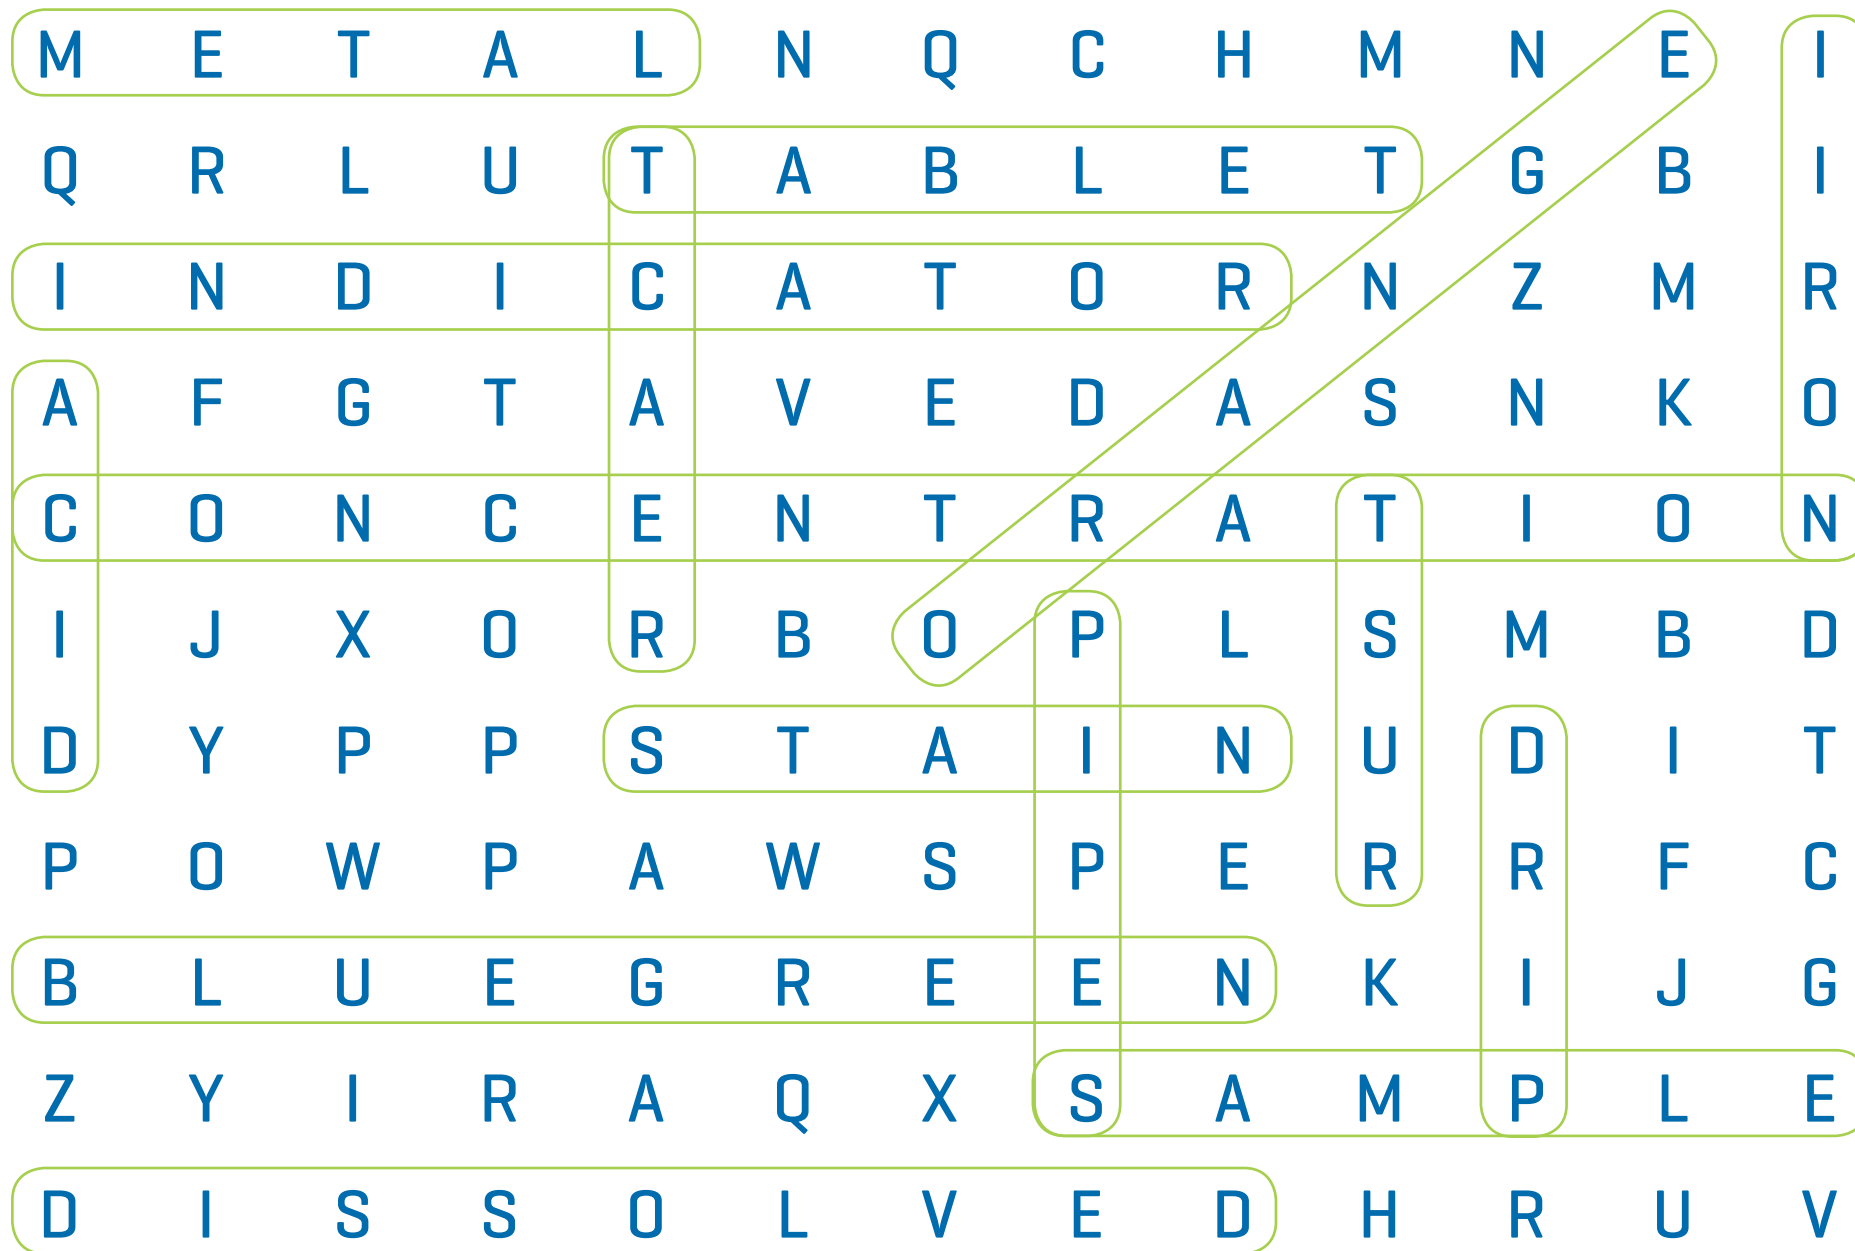 M E T A L N Q C H M N E I
Q R L U T A B L E T G B I
I N D I C A T O R N Z M R
A F G T A V E D A S N K O
C O N C E N T R A T I O N
I J X O R B O P L S M B D
D Y P P S T A I N U D I T
P O W P A W S P E R R F C
B L U E G R E E N K I J G
Z Y I R A Q X S A M P L E
D I S S O L V E D H R U V